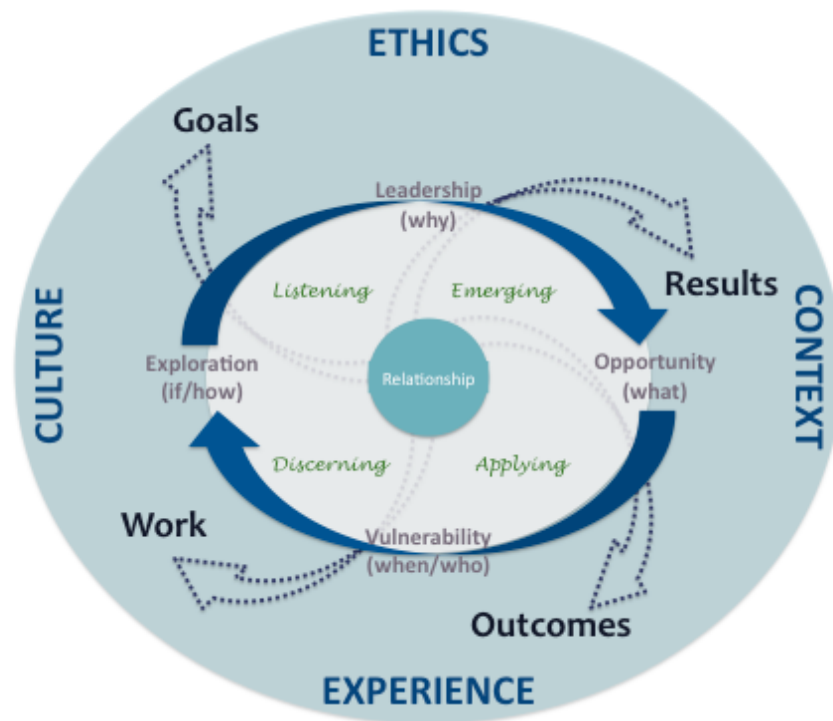 ETHICS
Goals
Leadership
(why)
Results
Listening
Emerging
CULTURE
CONTEXT
Exploration
(if/how)
Relationship
Opportunity
(what)
Discerning
Applying
Work
Vulnerability
(when/who)
Outcomes
EXPERIENCE